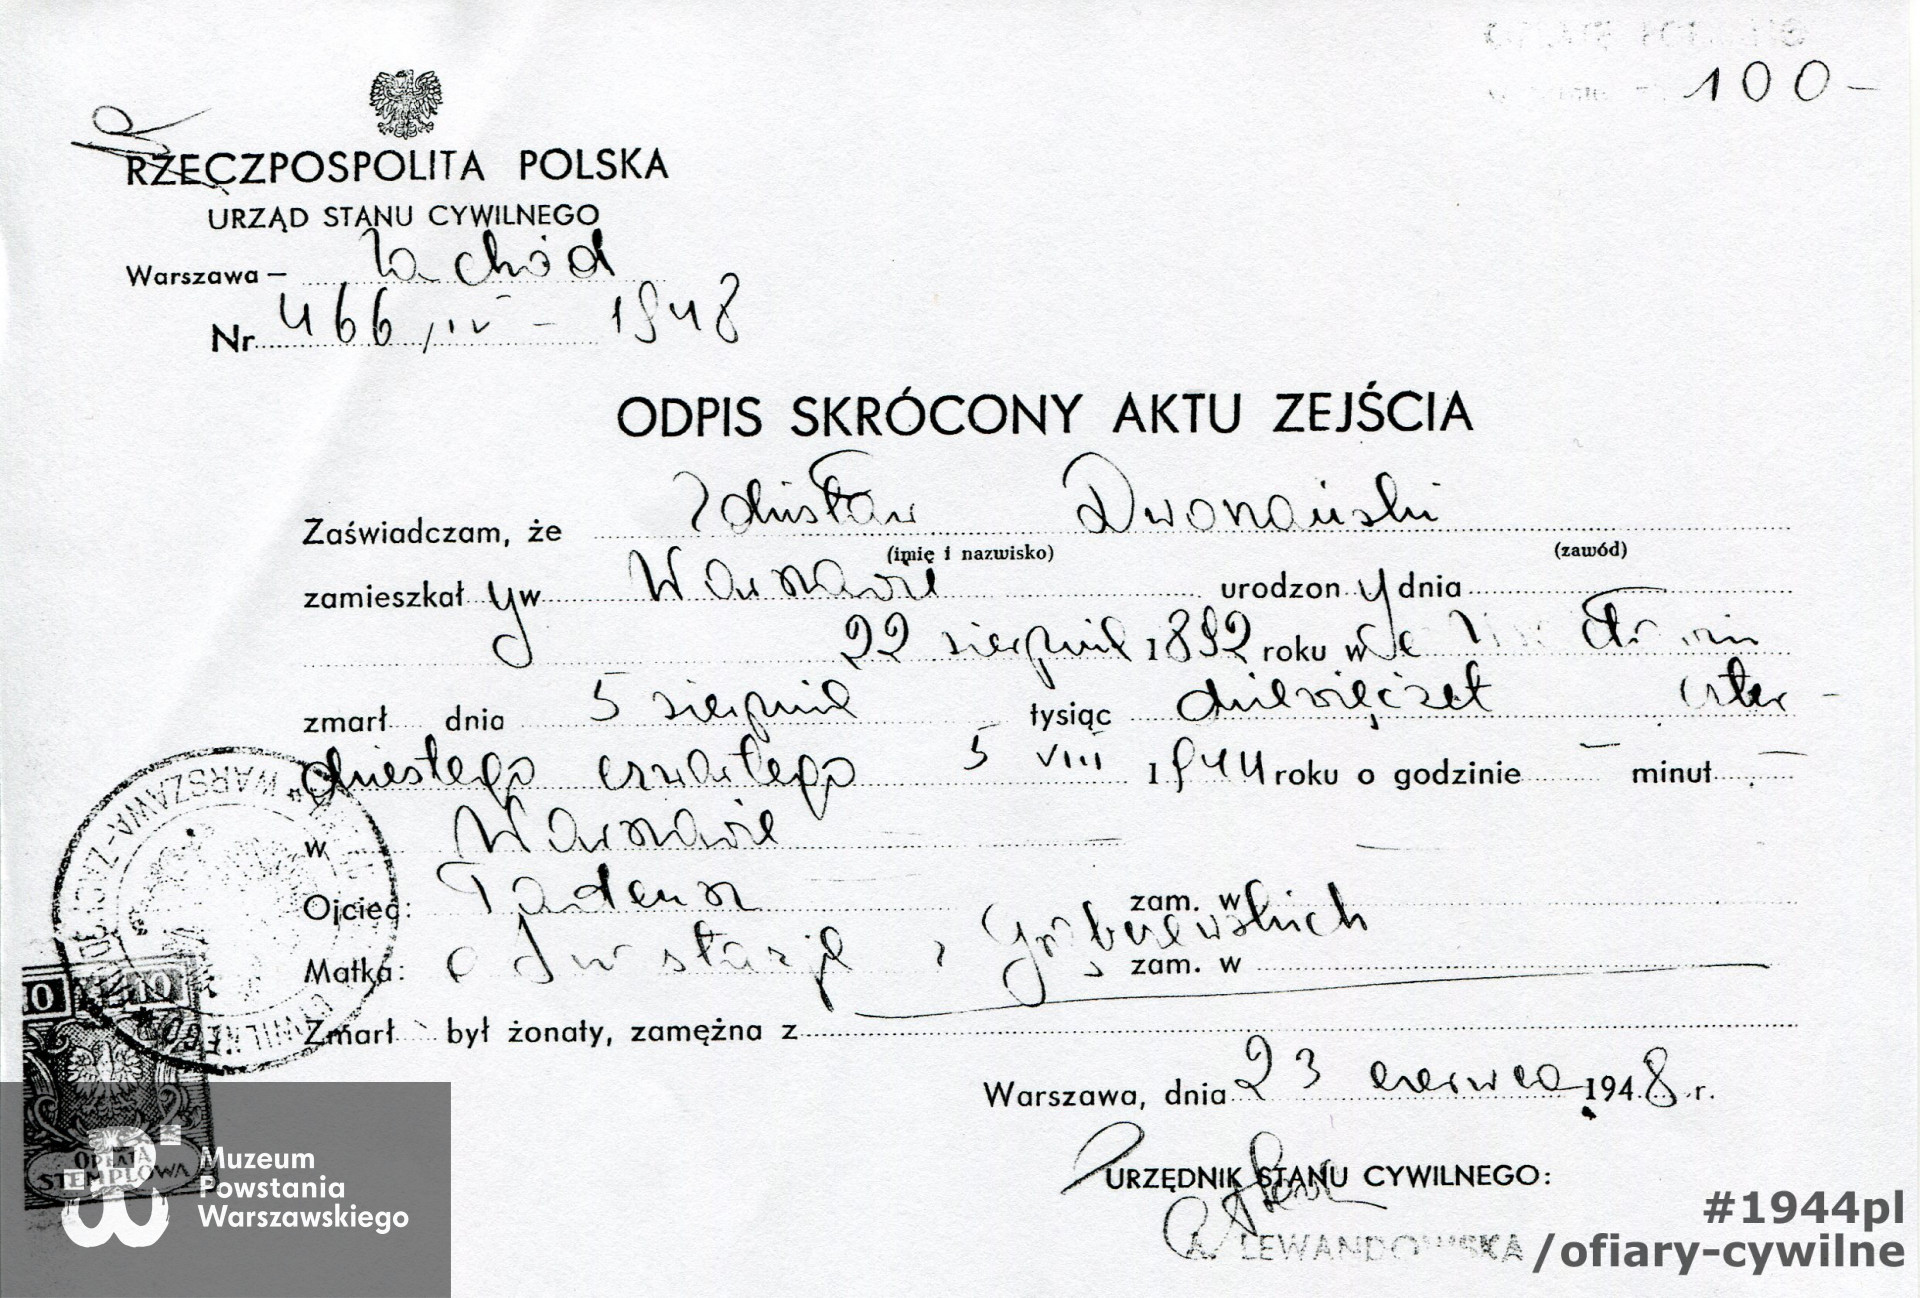 100-
RZECZPOSPOLITA POLSKA
URZĄD STANU CYWILNEGO
Warszawa – Zachód
Nr 466/IV - 1948
ODPIS SKRÓCONY AKTU ZEJŚCIA
Zaświadczam, że Zdzisław
(imię i nazwisko) (zawód)
zamieszkały w Warszawie urodzony dnia
22 sierpnia 1892 roku w
zmarł dnia 5 sierpnia tysiąc dziewięćset czter-
dziestego czwartego 5 VIII 1944 roku o godzinie – minut –
w Warszawie
Ojciec: Tadeusz zam. w
Matka: zam. w
Zmarł był żonaty, zamężna z
Warszawa, dnia 23 czerwca 1948 r.
URZĘDNIK STANU CYWILNEGO:
A. LEWANDOWSKA
10
OPŁATA
STEMPLOWA
Muzeum
Powstania
Warszawskiego
#1944pl
/ofiary-cywilne